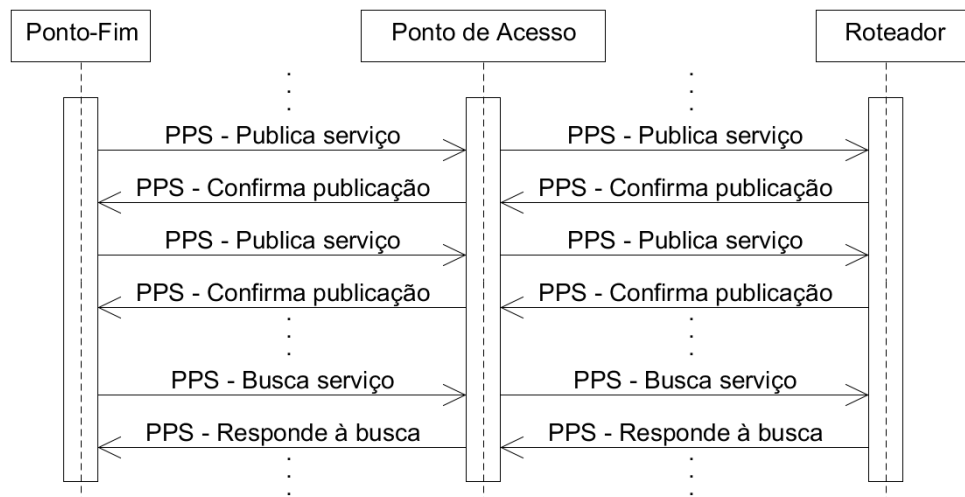 Ponto-Fim
Ponto de Acesso
Roteador
PPS - Publica serviço
PPS - Publica serviço
PPS - Confirma publicação
PPS - Confirma publicação
PPS - Publica serviço
PPS - Publica serviço
PPS - Confirma publicação
PPS - Confirma publicação
PPS - Busca serviço
PPS - Busca serviço
PPS - Responde à busca
PPS - Responde à busca